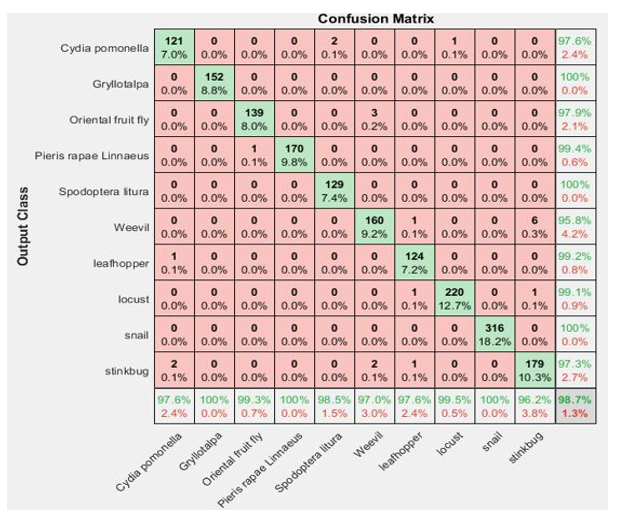 Confusion Matrix
Cydia pomonella 121 0 0 0 2 0 0 1 0 0 97.6%
7.0% 0.0% 0.0% 0.0% 0.1% 0.0% 0.0% 0.1% 0.0% 0.0% 2.4%
Gryllotalpa 0 152 0 0 0 0 0 0 0 0 100%
0.0% 8.8% 0.0% 0.0% 0.0% 0.0% 0.0% 0.0% 0.0% 0.0% 0.0%
Oriental fruit fly 0 0 139 0 0 3 0 0 0 0 97.9%
0.0% 0.0% 8.0% 0.0% 0.0% 0.2% 0.0% 0.0% 0.0% 0.0% 2.1%
Pieris rapae Linnaeus 0 0 1 170 0 0 0 0 0 0 99.4%
0.0% 0.0% 0.1% 9.8% 0.0% 0.0% 0.0% 0.0% 0.0% 0.0% 0.6%
Spodoptera litura 0 0 0 0 129 0 0 0 0 0 100%
0.0% 0.0% 0.0% 0.0% 7.4% 0.0% 0.0% 0.0% 0.0% 0.0% 0.0%
Weevil 0 0 0 0 0 160 1 0 0 6 95.8%
0.0% 0.0% 0.0% 0.0% 0.0% 9.2% 0.1% 0.0% 0.0% 0.3% 4.2%
leafhopper 1 0 0 0 0 0 124 0 0 0 99.2%
0.1% 0.0% 0.0% 0.0% 0.0% 0.0% 7.2% 0.0% 0.0% 0.0% 0.8%
locust 0 0 0 0 0 0 1 220 0 1 99.1%
0.0% 0.0% 0.0% 0.0% 0.0% 0.0% 0.1% 12.7% 0.0% 0.1% 0.9%
snail 0 0 0 0 0 0 0 0 316 0 100%
0.0% 0.0% 0.0% 0.0% 0.0% 0.0% 0.0% 0.0% 18.2% 0.0% 0.0%
stinkbug 2 0 0 0 0 2 1 0 0 179 97.3%
0.1% 0.0% 0.0% 0.0% 0.0% 0.1% 0.1% 0.0% 0.0% 10.3% 2.7%
97.6% 100% 99.3% 100% 98.5% 97.0% 97.6% 99.5% 100% 96.2% 98.7%
2.4% 0.0% 0.7% 0.0% 1.5% 3.0% 2.4% 0.5% 0.0% 3.8% 1.3%
Output Class
Cydia pomonella
Gryllotalpa
Oriental fruit fly
Pieris rapae Linnaeus
Spodoptera litura
Weevil
leafhopper
locust
snail
stinkbug